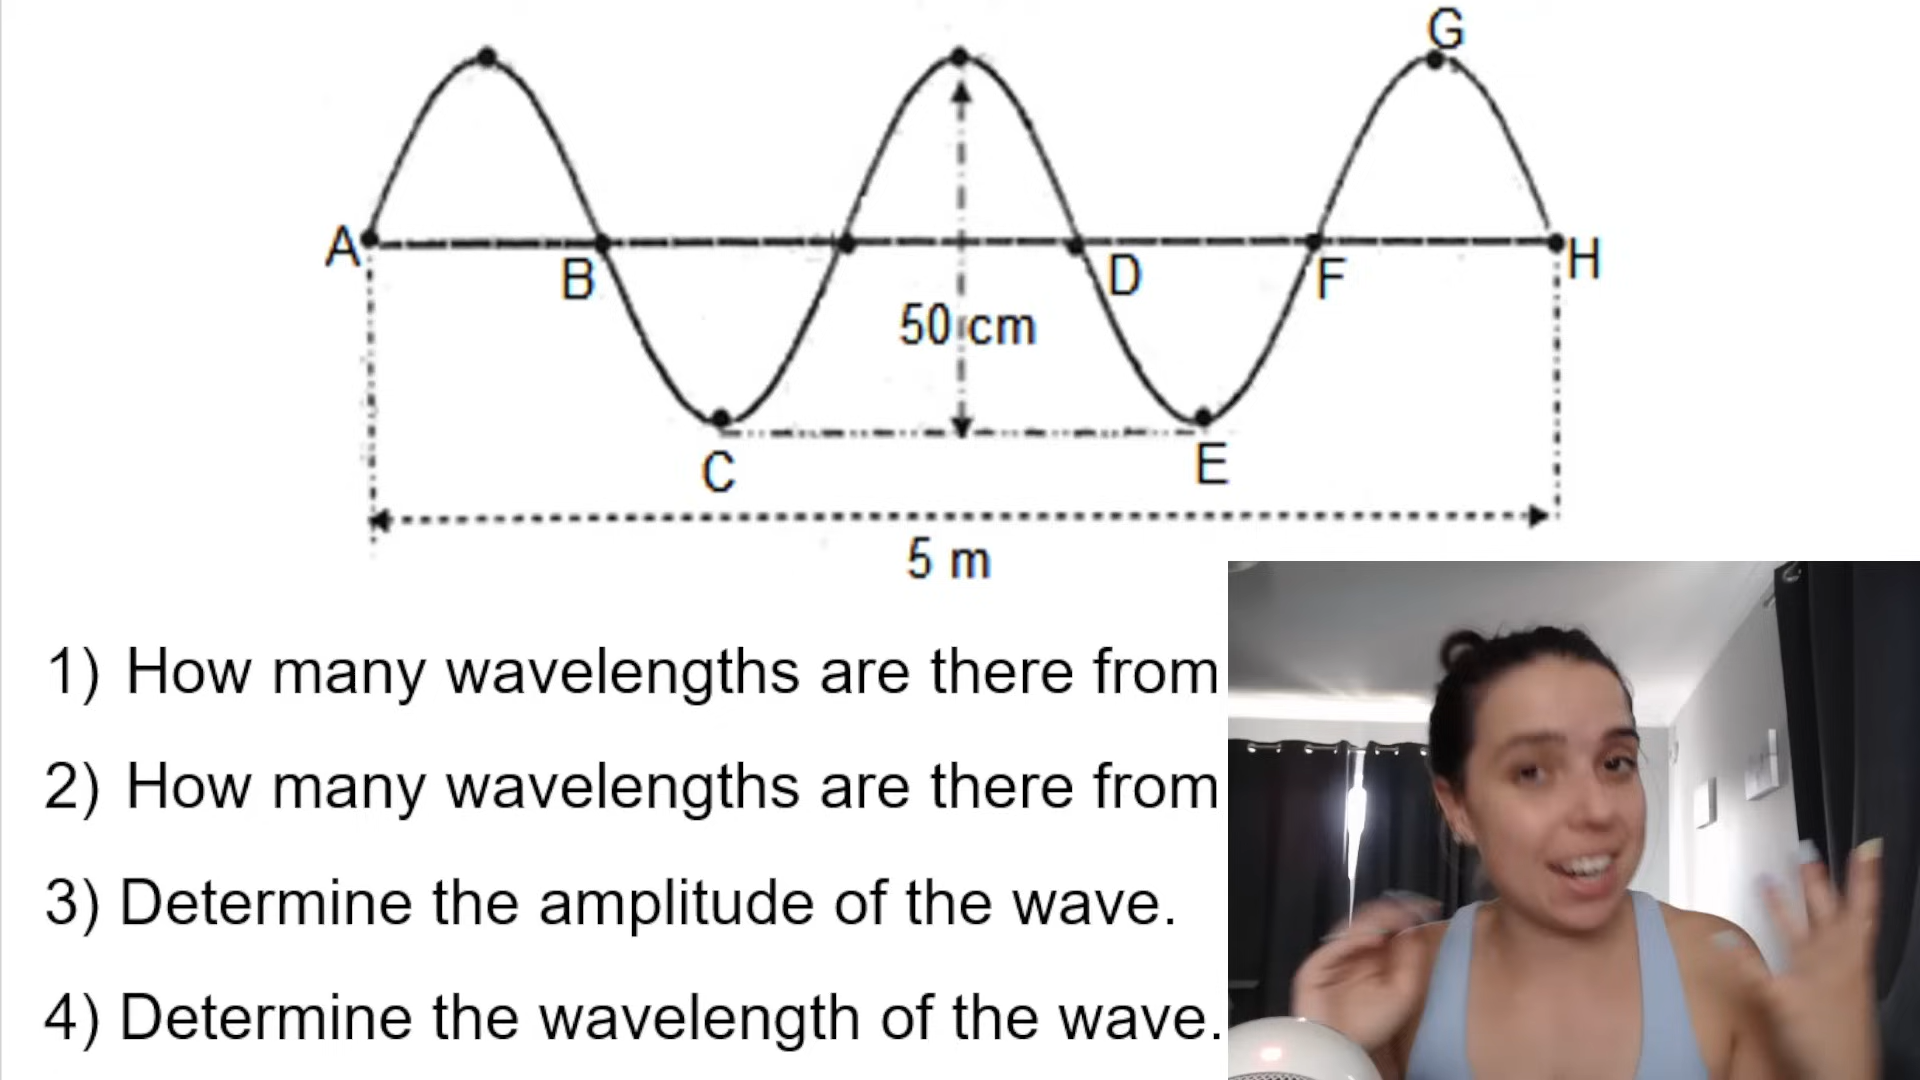 G
A
B
D
F
H
50 cm
C
E
5 m
1) How many wavelengths are there from
2) How many wavelengths are there from
3) Determine the amplitude of the wave.
4) Determine the wavelength of the wave.